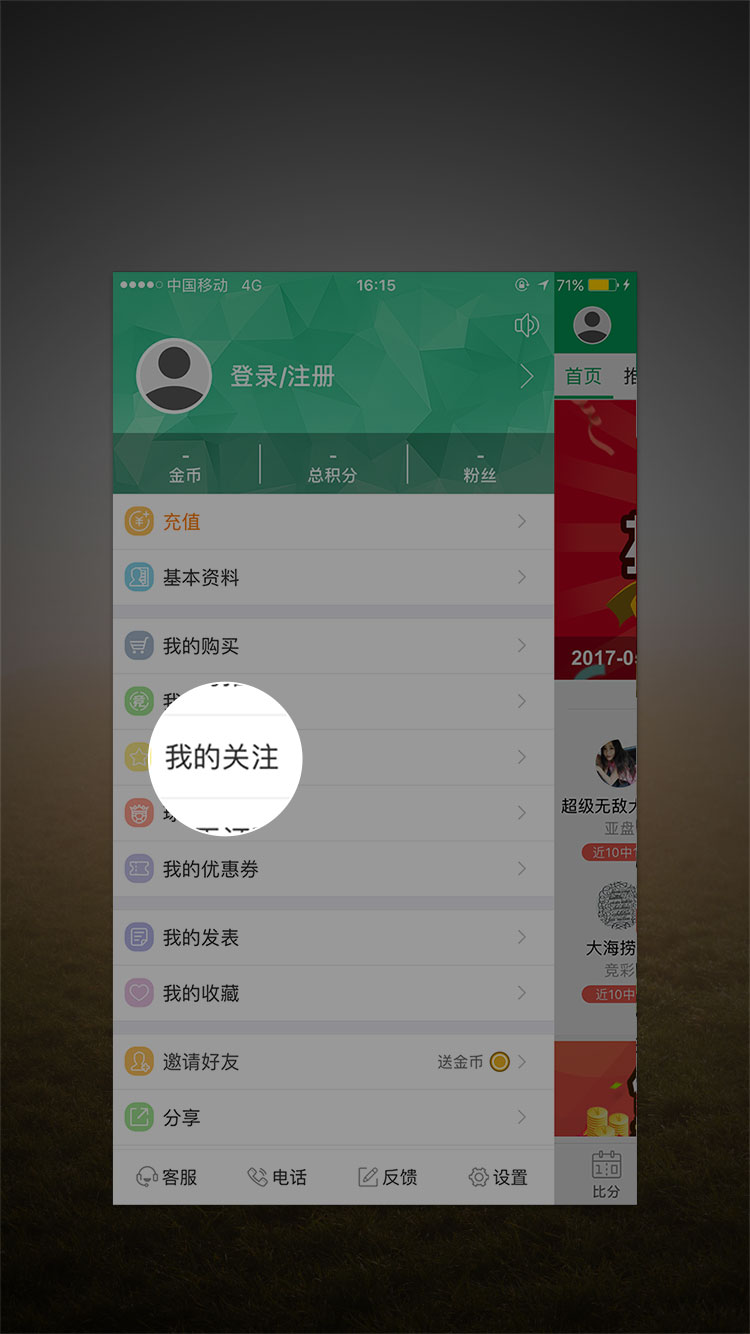 中国移动 4G 16:15 71%
登录/注册
首页
-
金币
-
总积分
-
粉丝
充值
基本资料
我的购买
2017-0
我
我的关注
我的优惠券
我的发表
我的收藏
邀请好友 送金币
分享
客服 电话 反馈 设置
超级无敌大
亚盘
近10中
大海捞
竞彩
近10中
比分